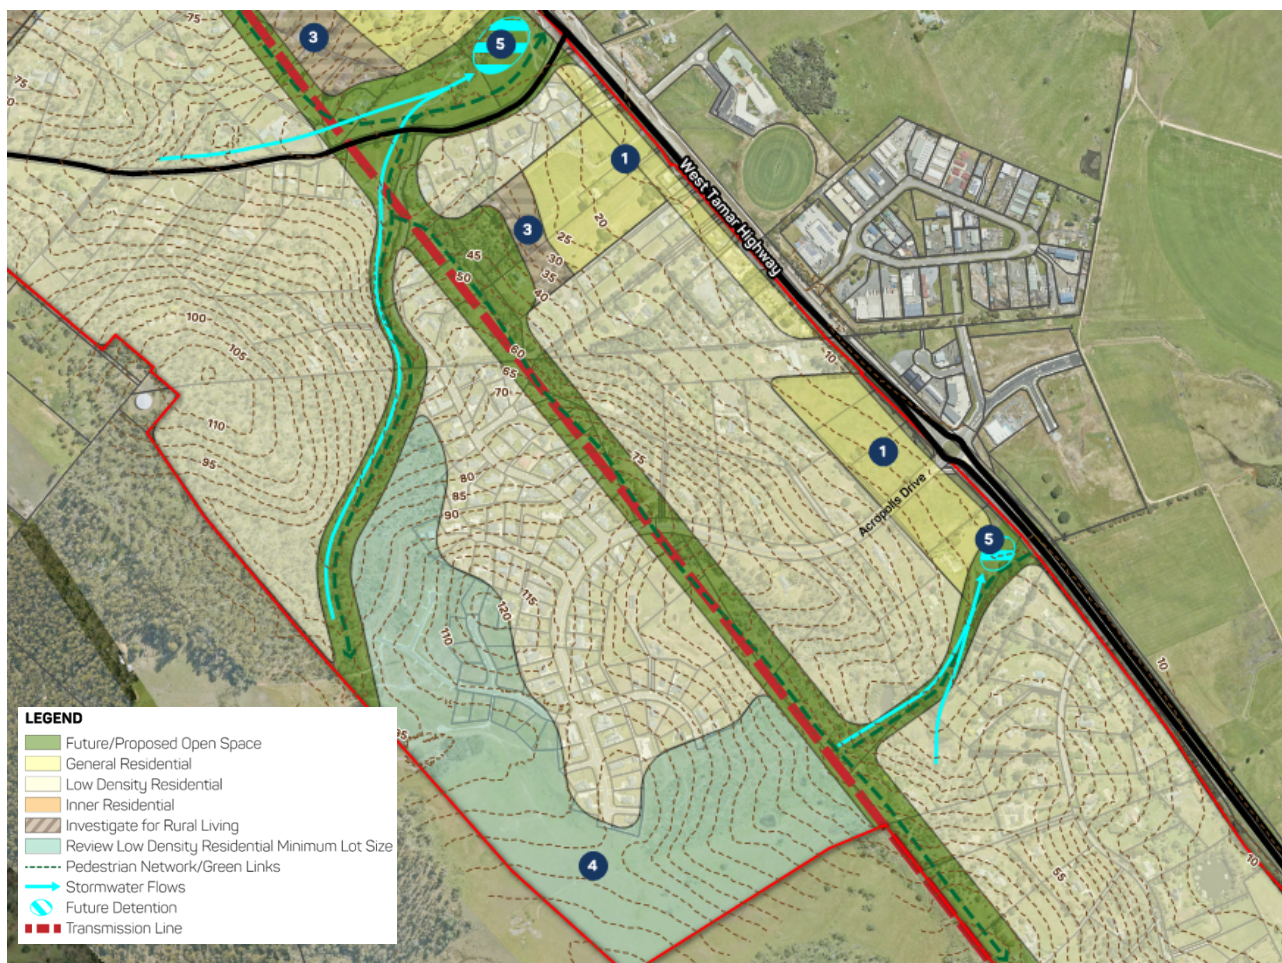 75
3
5
75
70
1
West Tamar Highway
20
3
25
30
45
35
50
40
100
10
105
60
65
70
110
95
75
1
80
85
Acropolis Drive
90
5
115
120
110
10
95
4
10
55
LEGEND
Future/Proposed Open Space
General Residential
Low Density Residential
Inner Residential
Investigate for Rural Living
Review Low Density Residential Minimum Lot Size
Pedestrian Network/Green Links
Stormwater Flows
Future Detention
Transmission Line